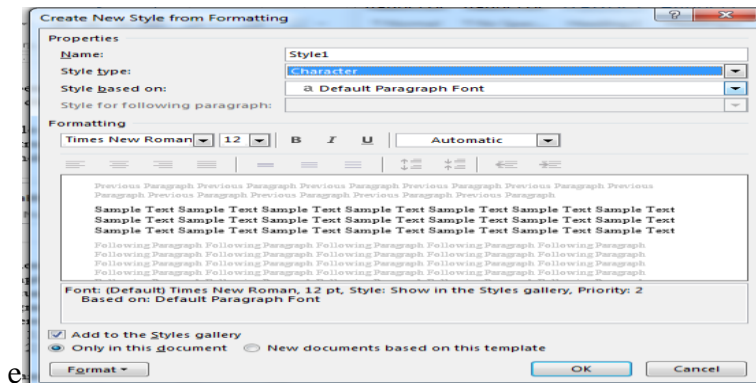 Create New Style from Formatting
Properties
Name: Style1
Style type: Character
Style based on: a Default Paragraph Font
Style for following paragraph:
Formatting
Times New Roman 12 B I U Automatic
Previous Paragraph Previous Paragraph Previous Paragraph Previous Paragraph Previous
Paragraph Previous Paragraph Previous Paragraph Previous Paragraph Previous Paragraph
Sample Text Sample Text Sample Text Sample Text Sample Text Sample Text Sample Text
Sample Text Sample Text Sample Text Sample Text Sample Text Sample Text Sample Text
Sample Text Sample Text Sample Text Sample Text Sample Text Sample Text Sample Text
Following Paragraph Following Paragraph Following Paragraph Following Paragraph
Following Paragraph Following Paragraph Following Paragraph Following Paragraph
Following Paragraph Following Paragraph Following Paragraph Following Paragraph
Following Paragraph Following Paragraph Following Paragraph Following Paragraph
Font: (Default) Times New Roman, 12 pt, Style: Show in the Styles gallery, Priority: 2
Based on: Default Paragraph Font
Add to the Styles gallery
Only in this document New documents based on this template
e
Format OK Cancel